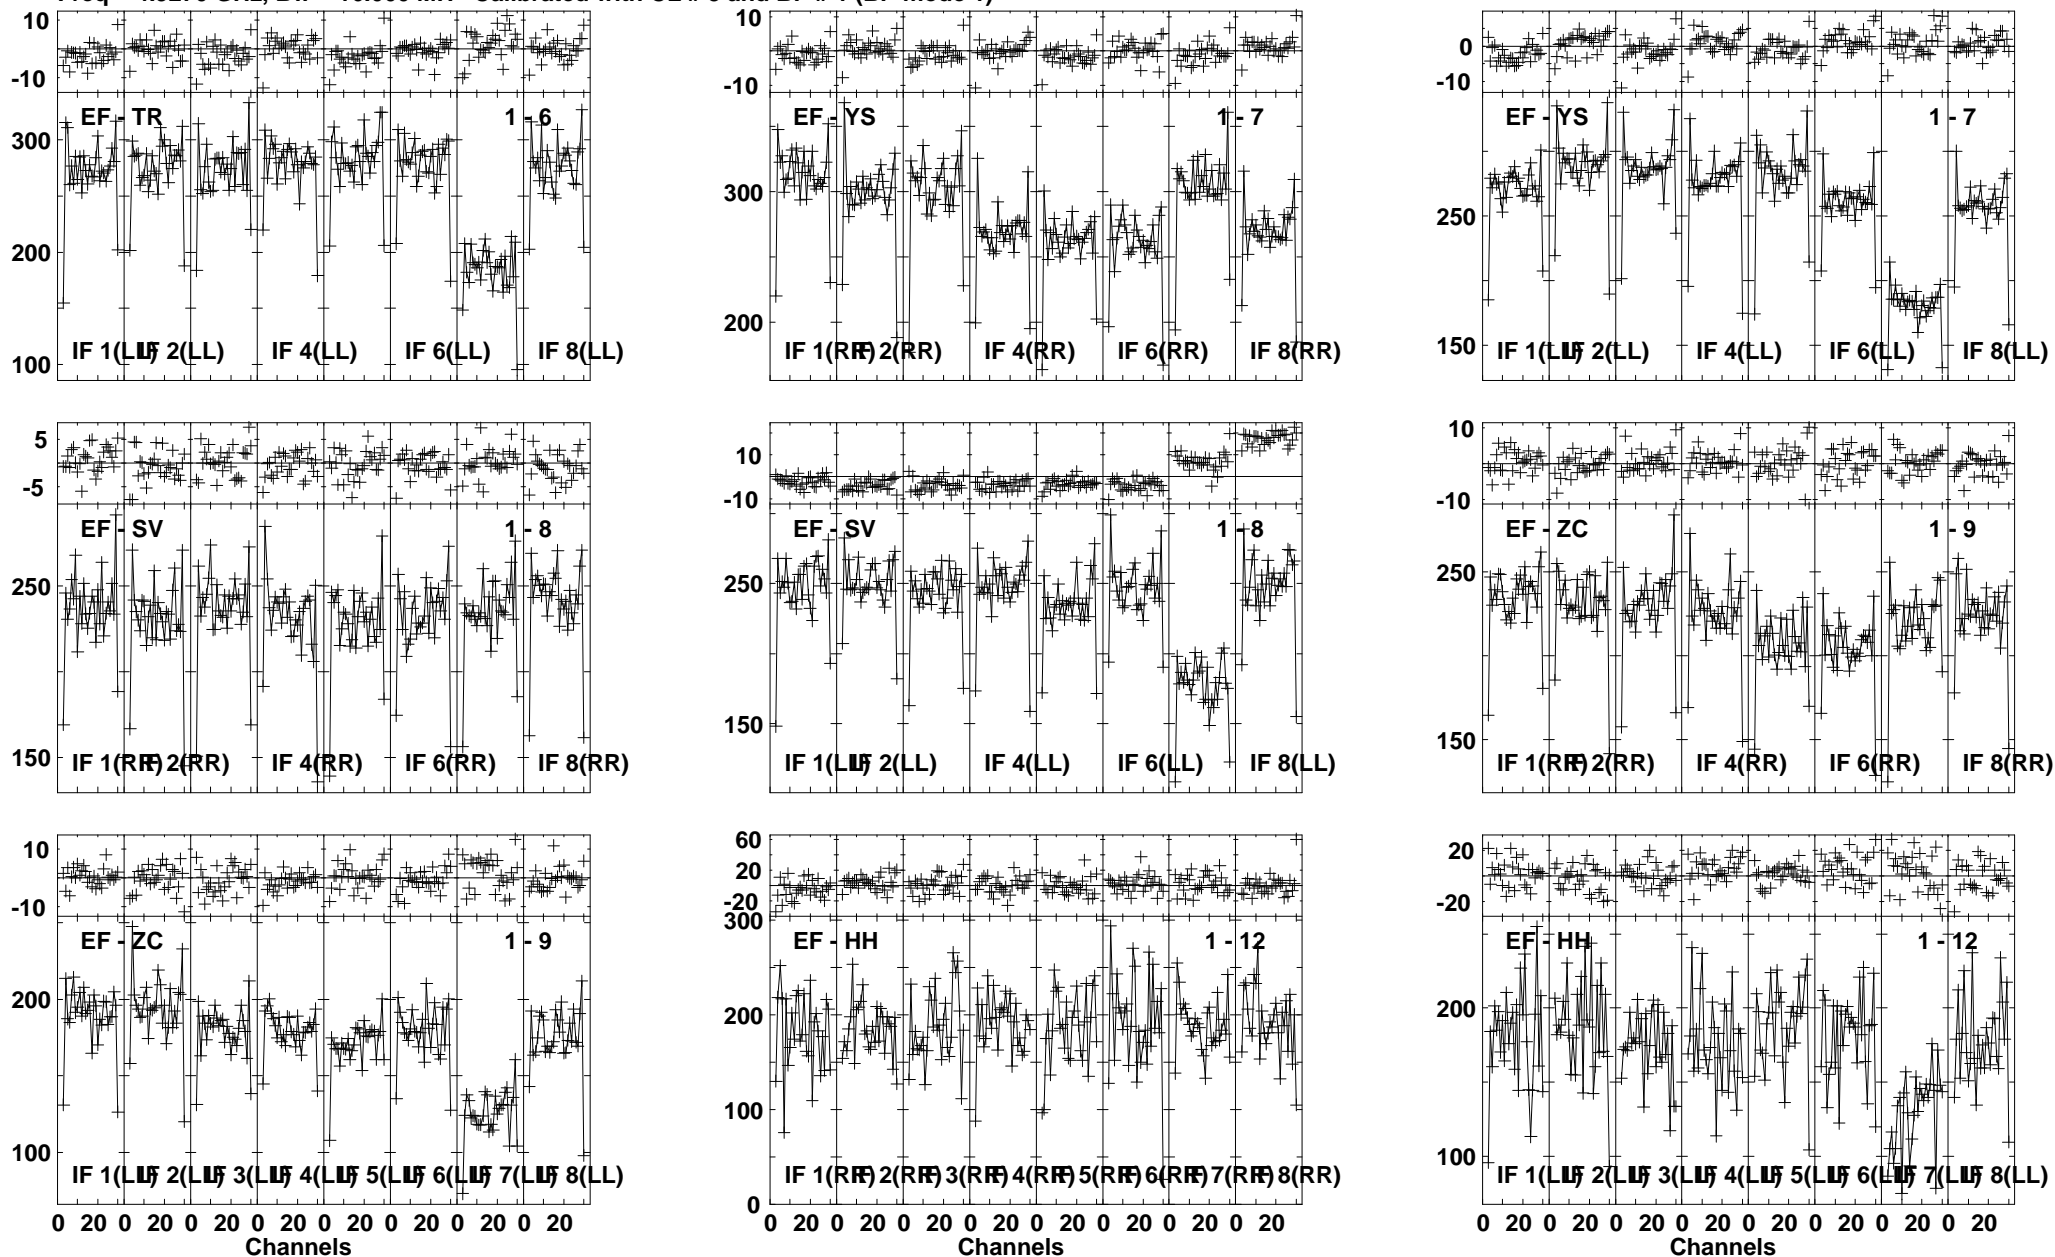 10
-10
300
200
100
EF - TR
1 - 6
IF 1(LL) IF 2(LL) IF 4(LL) IF 6(LL) IF 8(LL)
10
-10
300
200
EF - YS
1 - 7
IF 1(RR) IF 2(RR) IF 4(RR) IF 6(RR) IF 8(RR)
10
0
-10
250
150
EF - YS
1 - 7
IF 1(LL) IF 2(LL) IF 4(LL) IF 6(LL) IF 8(LL)
5
-5
250
150
EF - SV
1 - 8
IF 1(RR) IF 2(RR) IF 4(RR) IF 6(RR) IF 8(RR)
10
-10
250
150
EF - SV
1 - 8
IF 1(LL) IF 2(LL) IF 4(LL) IF 6(LL) IF 8(LL)
10
-10
250
150
EF - ZC
1 - 9
IF 1(RR) IF 2(RR) IF 4(RR) IF 6(RR) IF 8(RR)
10
-10
200
100
EF - ZC
1 - 9
IF 1(LL) IF 2(LL) IF 3(LL) IF 4(LL) IF 5(LL) IF 6(LL) IF 7(LL) IF 8(LL)
0 20 0 20 0 20 0 20 0 20 0 20 0 20 0 20
Channels
60
20
-20
300
200
100
0
EF - HH
1 - 12
IF 1(RR) IF 2(RR) IF 3(RR) IF 4(RR) IF 5(RR) IF 6(RR) IF 7(RR) IF 8(RR)
0 20 0 20 0 20 0 20 0 20 0 20 0 20 0 20
Channels
20
-20
200
100
EF - HH
1 - 12
IF 1(LL) IF 2(LL) IF 3(LL) IF 4(LL) IF 5(LL) IF 6(LL) IF 7(LL) IF 8(LL)
0 20 0 20 0 20 0 20 0 20 0 20 0 20 0 20
Channels